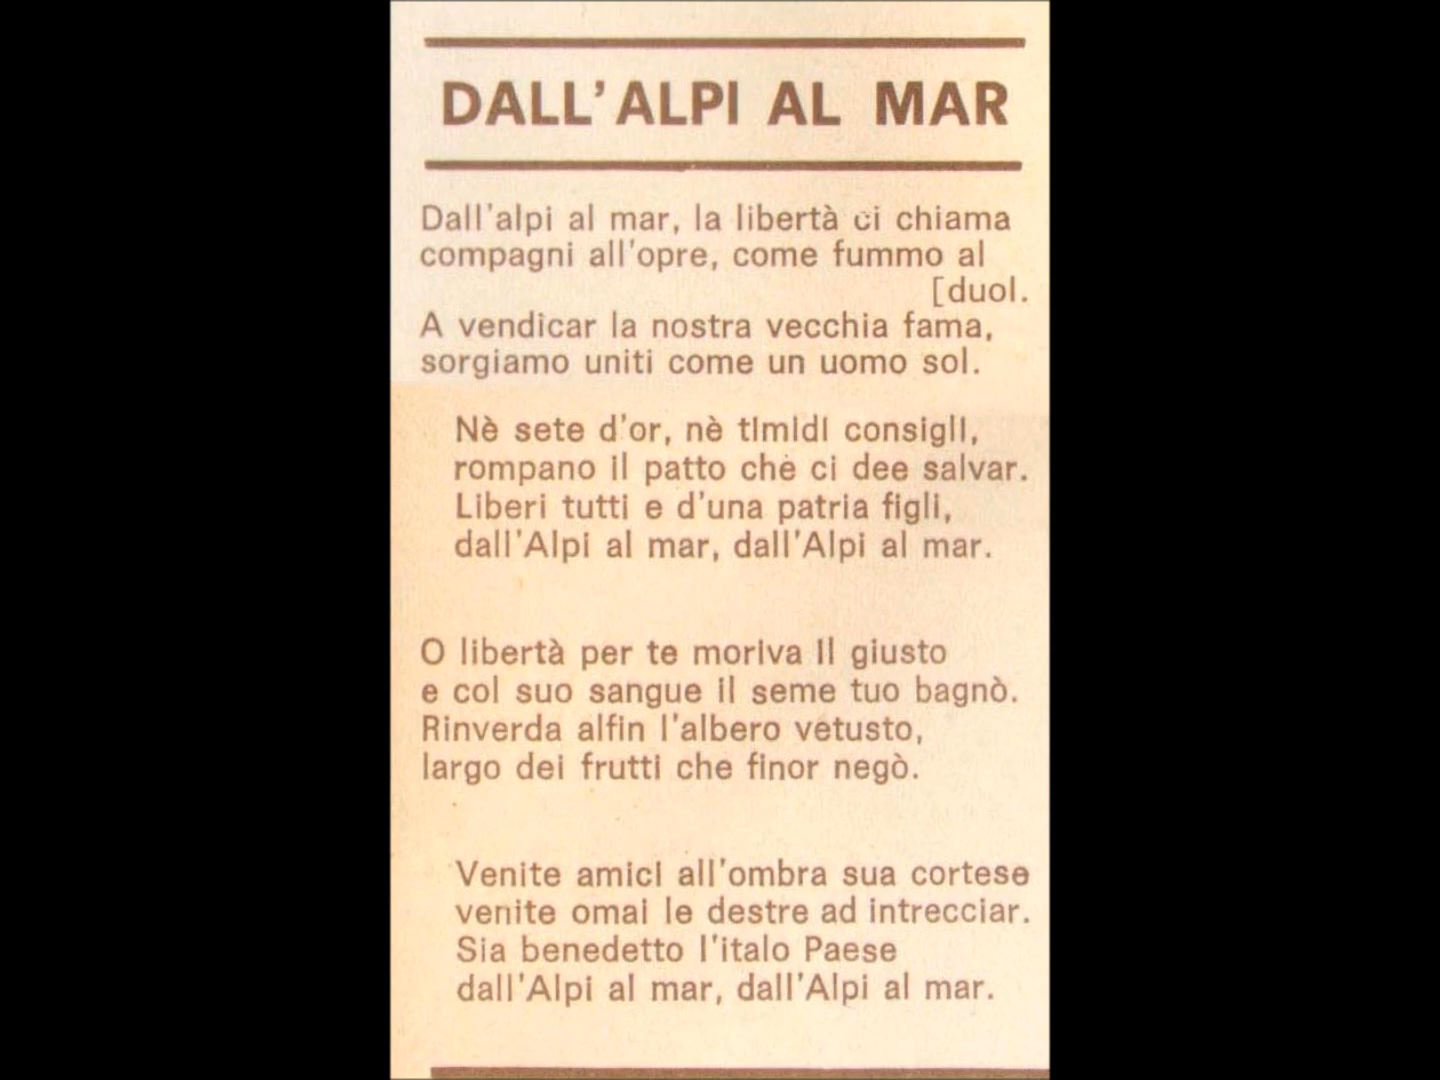 DALL'ALPI AL MAR
Dall'alpi al mar, la libertà ci chiama
compagni all'opre, come fummo al
[duol.
A vendicar la nostra vecchia fama,
sorgiamo uniti come un uomo sol.
Nè sete d'or, nè timidi consigli,
rompano il patto che ci dee salvar.
Liberi tutti e d'una patria figli,
dall'Alpi al mar, dall'Alpi al mar.
O libertà per te moriva il giusto
e col suo sangue il seme tuo bagnò.
Rinverda alfin l'albero vetusto,
largo dei frutti che finor negò.
Venite amici all'ombra sua cortese
venite omai le destre ad intrecciar.
Sia benedetto l'italo Paese
dall'Alpi al mar, dall'Alpi al mar.